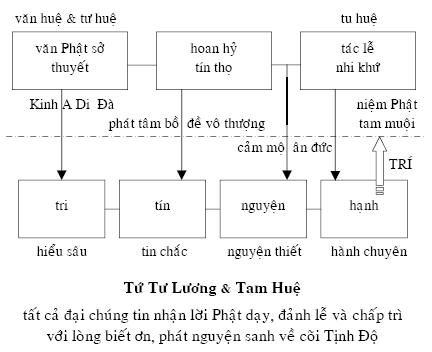 văn huệ & tư huệ
tu huệ
văn Phật sở
thuyết
hoan hỷ
tín thọ
tác lễ
nhi khứ
Kinh A Di Đà
phát tâm bồ đề vô thượng
niệm Phật
tam muội
cảm mộ ân đức
TRÍ
tri
tín
nguyện
hạnh
hiểu sâu
tin chắc
nguyện thiết
hành chuyên
Tứ Tư Lương & Tam Huệ
tất cả đại chúng tin nhận lời Phật dạy, đảnh lễ và chấp trì
với lòng biết ơn, phát nguyện sanh về cõi Tịnh Độ